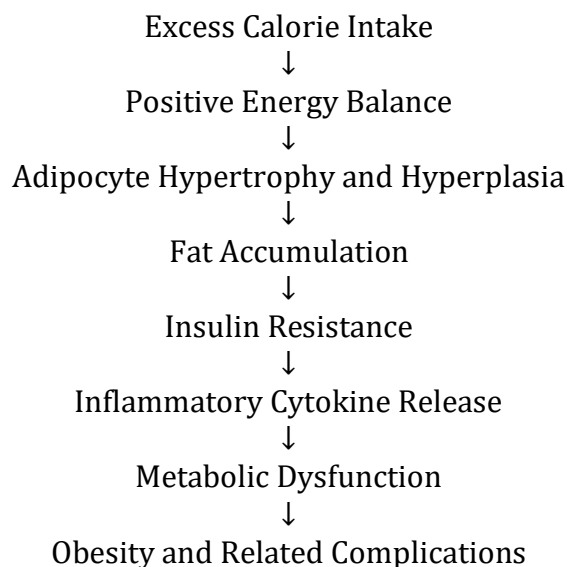 Excess Calorie Intake
↓
Positive Energy Balance
↓
Adipocyte Hypertrophy and Hyperplasia
↓
Fat Accumulation
↓
Insulin Resistance
↓
Inflammatory Cytokine Release
↓
Metabolic Dysfunction
↓
Obesity and Related Complications